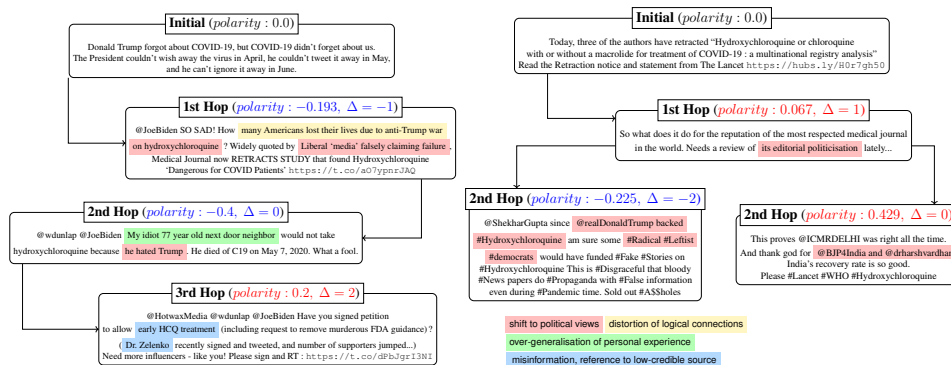 Initial (polarity : 0.0)
Donald Trump forgot about COVID-19, but COVID-19 didn't forget about us.
The President couldn't wish away the virus in April, he couldn't tweet it away in May,
and he can't ignore it away in June.
1st Hop (polarity : −0.193, Δ = −1)
@JoeBiden SO SAD! How many Americans lost their lives due to anti-Trump war
on hydroxychloroquine ? Widely quoted by Liberal 'media' falsely claiming failure .
Medical Journal now RETRACTS STUDY that found Hydroxychloroquine
'Dangerous for COVID Patients' https://t.co/aO7ypnrJAQ
2nd Hop (polarity : −0.4, Δ = 0)
@wdunlap @JoeBiden My idiot 77 year old next door neighbor would not take
hydroxychloroquine because he hated Trump . He died of C19 on May 7, 2020. What a fool.
3rd Hop (polarity : 0.2, Δ = 2)
@HotwaxMedia @wdunlap @JoeBiden Have you signed petition
to allow early HCQ treatment (including request to remove murderous FDA guidance) ?
( Dr. Zelenko recently signed and tweeted, and number of supporters jumped...)
Need more influencers - like you! Please sign and RT : https://t.co/dPbJgrI3NI
Initial (polarity : 0.0)
Today, three of the authors have retracted "Hydroxychloroquine or chloroquine
with or without a macrolide for treatment of COVID-19 : a multinational registry analysis"
Read the Retraction notice and statement from The Lancet https://hubs.ly/H0r7gh50
1st Hop (polarity : 0.067, Δ = 1)
So what does it do for the reputation of the most respected medical journal
in the world. Needs a review of its editorial politicisation lately...
2nd Hop (polarity : −0.225, Δ = −2)
@ShekharGupta since @realDonaldTrump backed
#Hydroxychloroquine am sure some #Radical #Leftist
#democrats would have funded #Fake #Stories on
#Hydroxychloroquine This is #Disgraceful that bloody
#News papers do #Propaganda with #False information
even during #Pandemic time. Sold out #A$$holes
2nd Hop (polarity : 0.429, Δ = 0)
This proves @ICMRDELHI was right all the time.
And thank god for @BJP4India and @drharshvardhan
India's recovery rate is so good.
Please #Lancet #WHO #Hydroxychloroquine
shift to political views distortion of logical connections
over-generalisation of personal experience
misinformation, reference to low-credible source